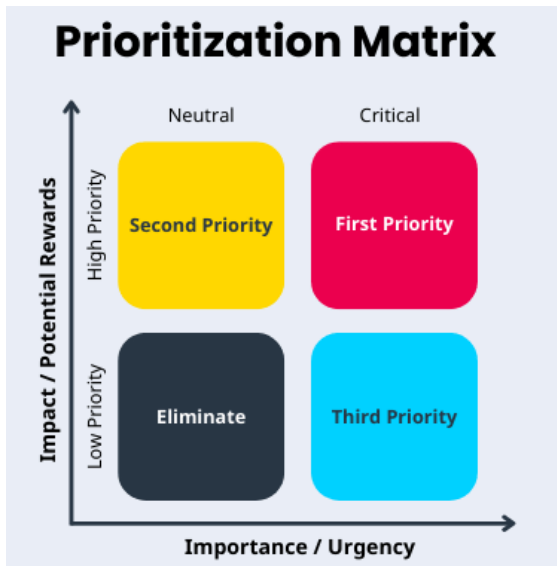 Prioritization Matrix
Neutral
Critical
Impact / Potential Rewards
High Priority
Second Priority
First Priority
Low Priority
Eliminate
Third Priority
Importance / Urgency